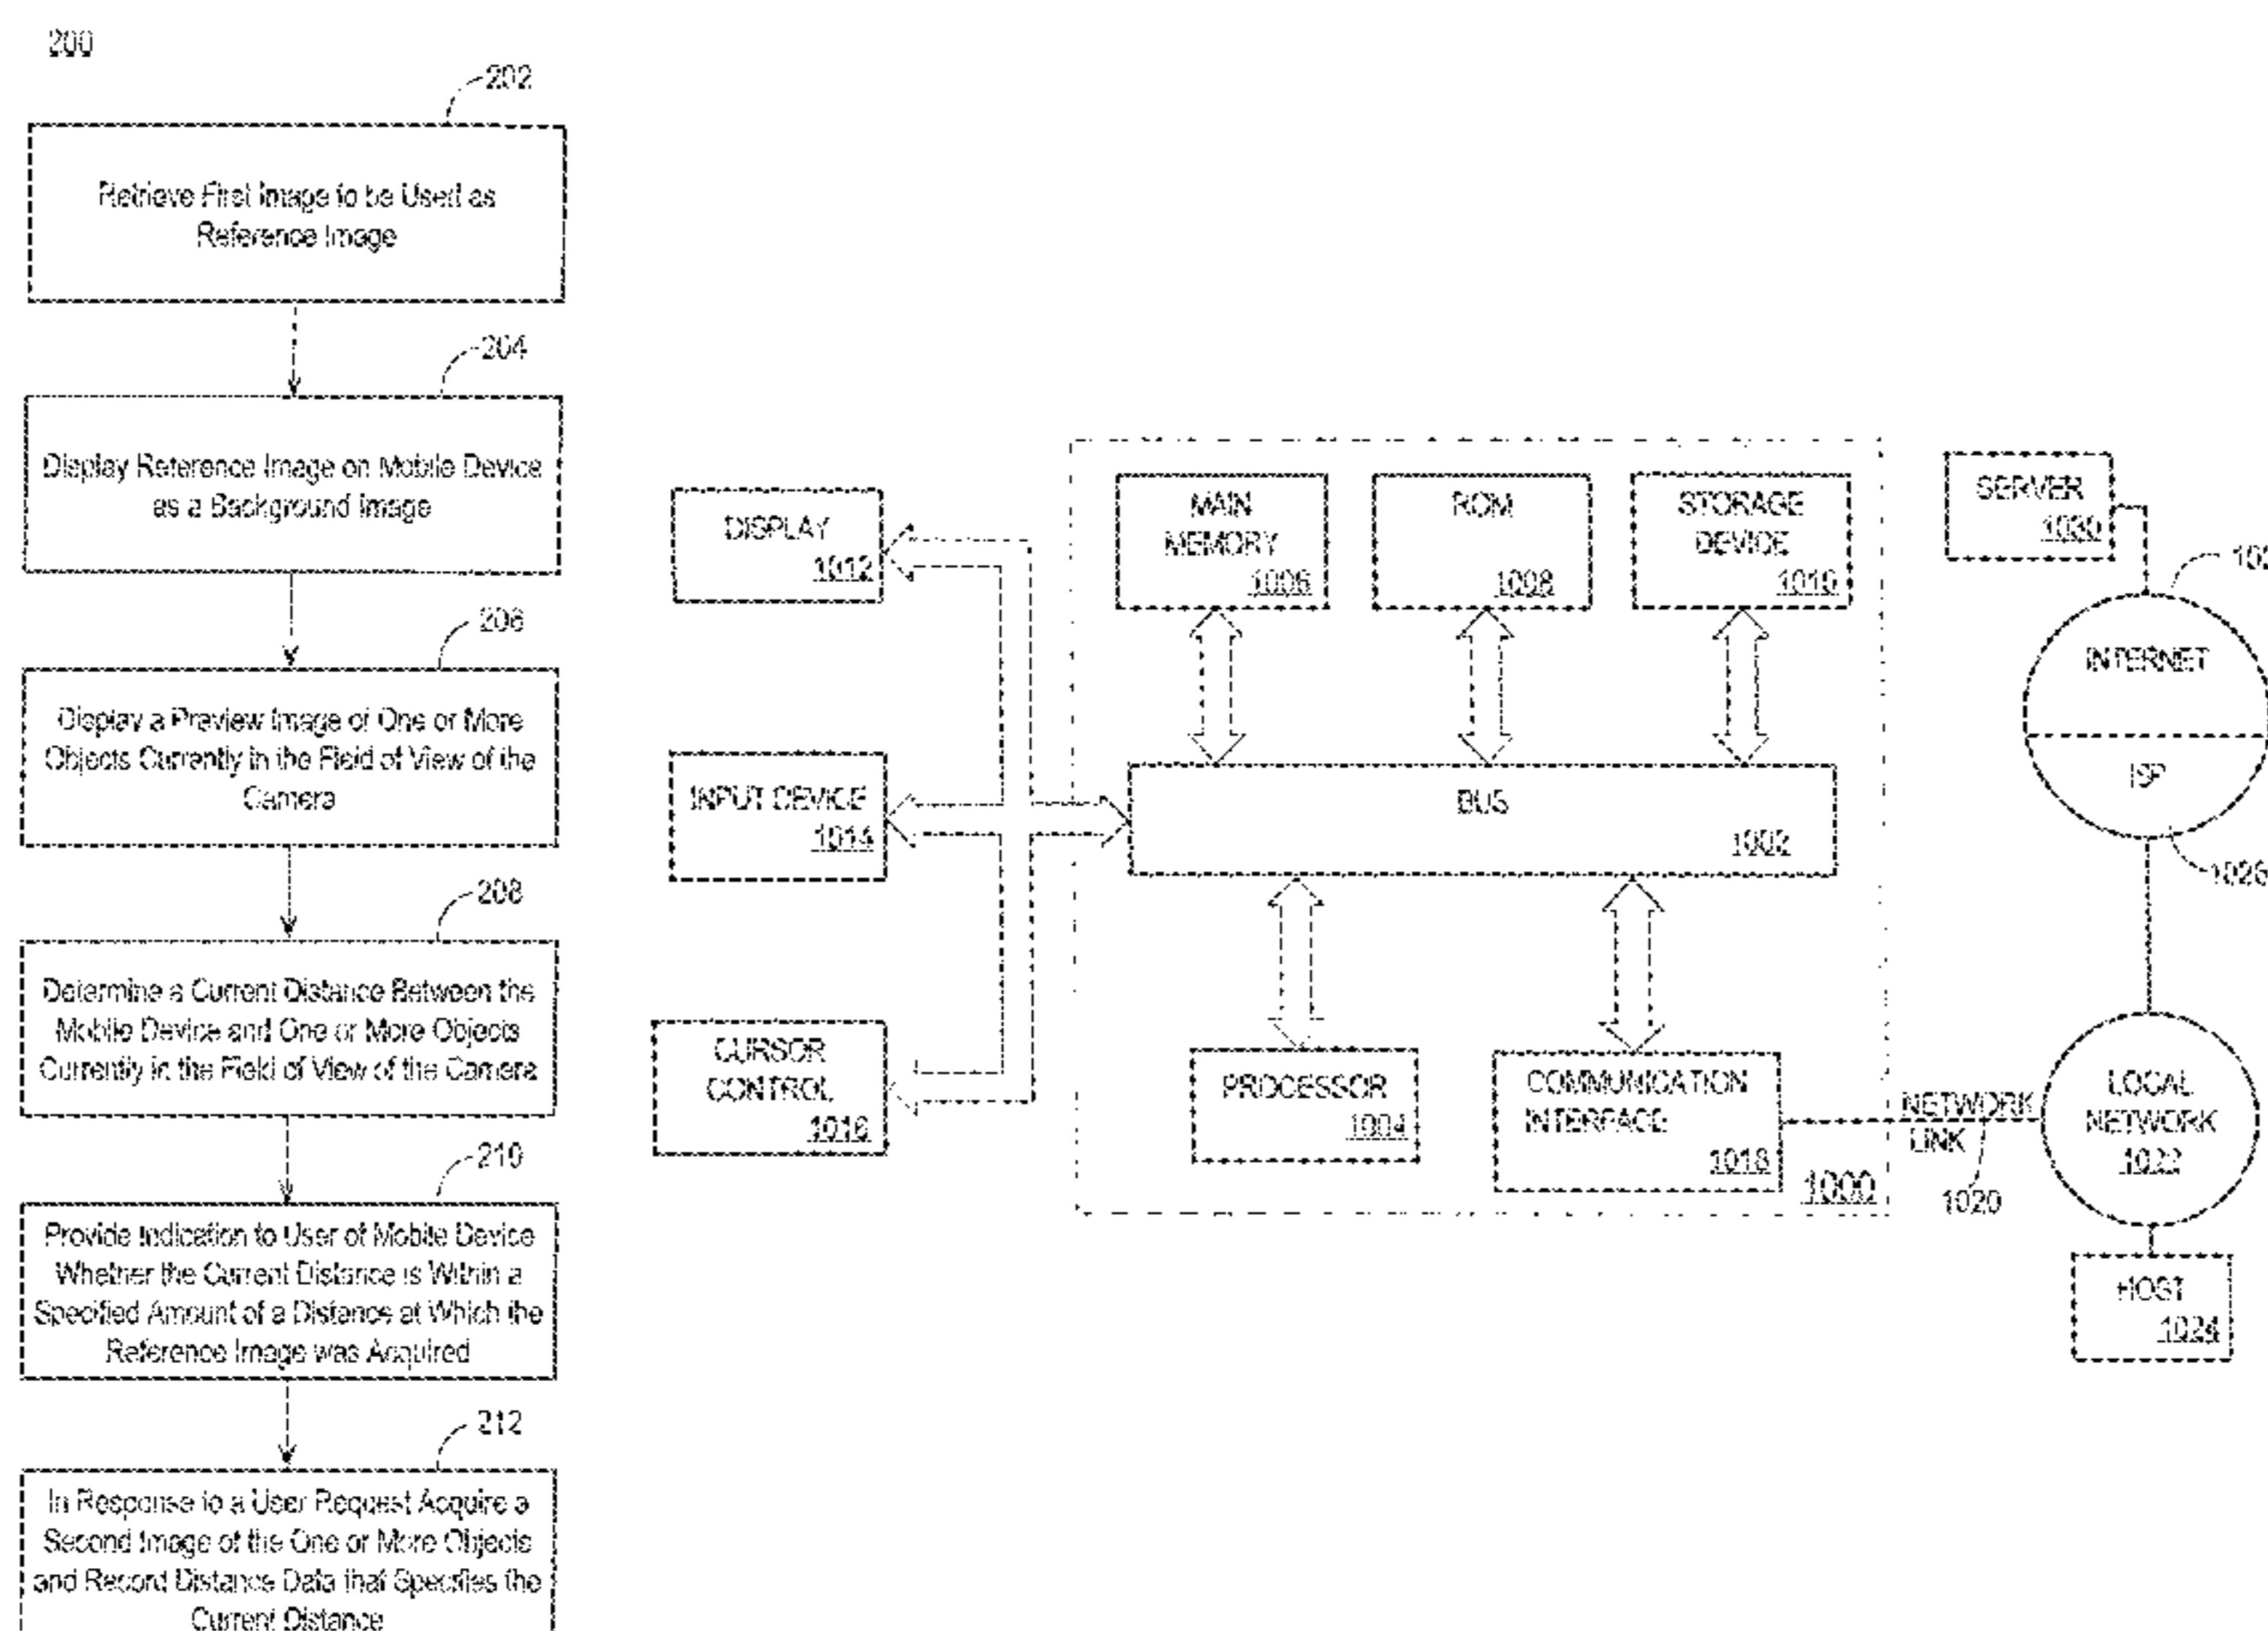 200
202
Retrieve First Image to be Used as
Reference Image
204
Display Reference Image on Mobile Device
as a Background Image
206
Display a Preview Image of One or More
Objects Currently in the Field of View of the
Camera
208
Determine a Current Distance Between the
Mobile Device and One or More Objects
Currently in the Field of View of the Camera
210
Provide Indication to User of Mobile Device
Whether the Current Distance is Within a
Specified Amount of a Distance at Which the
Reference Image was Acquired
212
In Response to a User Request Acquire a
Second Image of the One or More Objects
and Record Distance Data that Specifies the
Current Distance
DISPLAY
1012
INPUT DEVICE
1014
CURSOR
CONTROL
1016
MAIN
MEMORY
1006
ROM
1008
STORAGE
DEVICE
1010
BUS
1002
PROCESSOR
1004
COMMUNICATION
INTERFACE
1018
1000
NETWORK
LINK
1020
SERVER
1030
INTERNET
ISP
1026
LOCAL
NETWORK
1022
HOST
1024